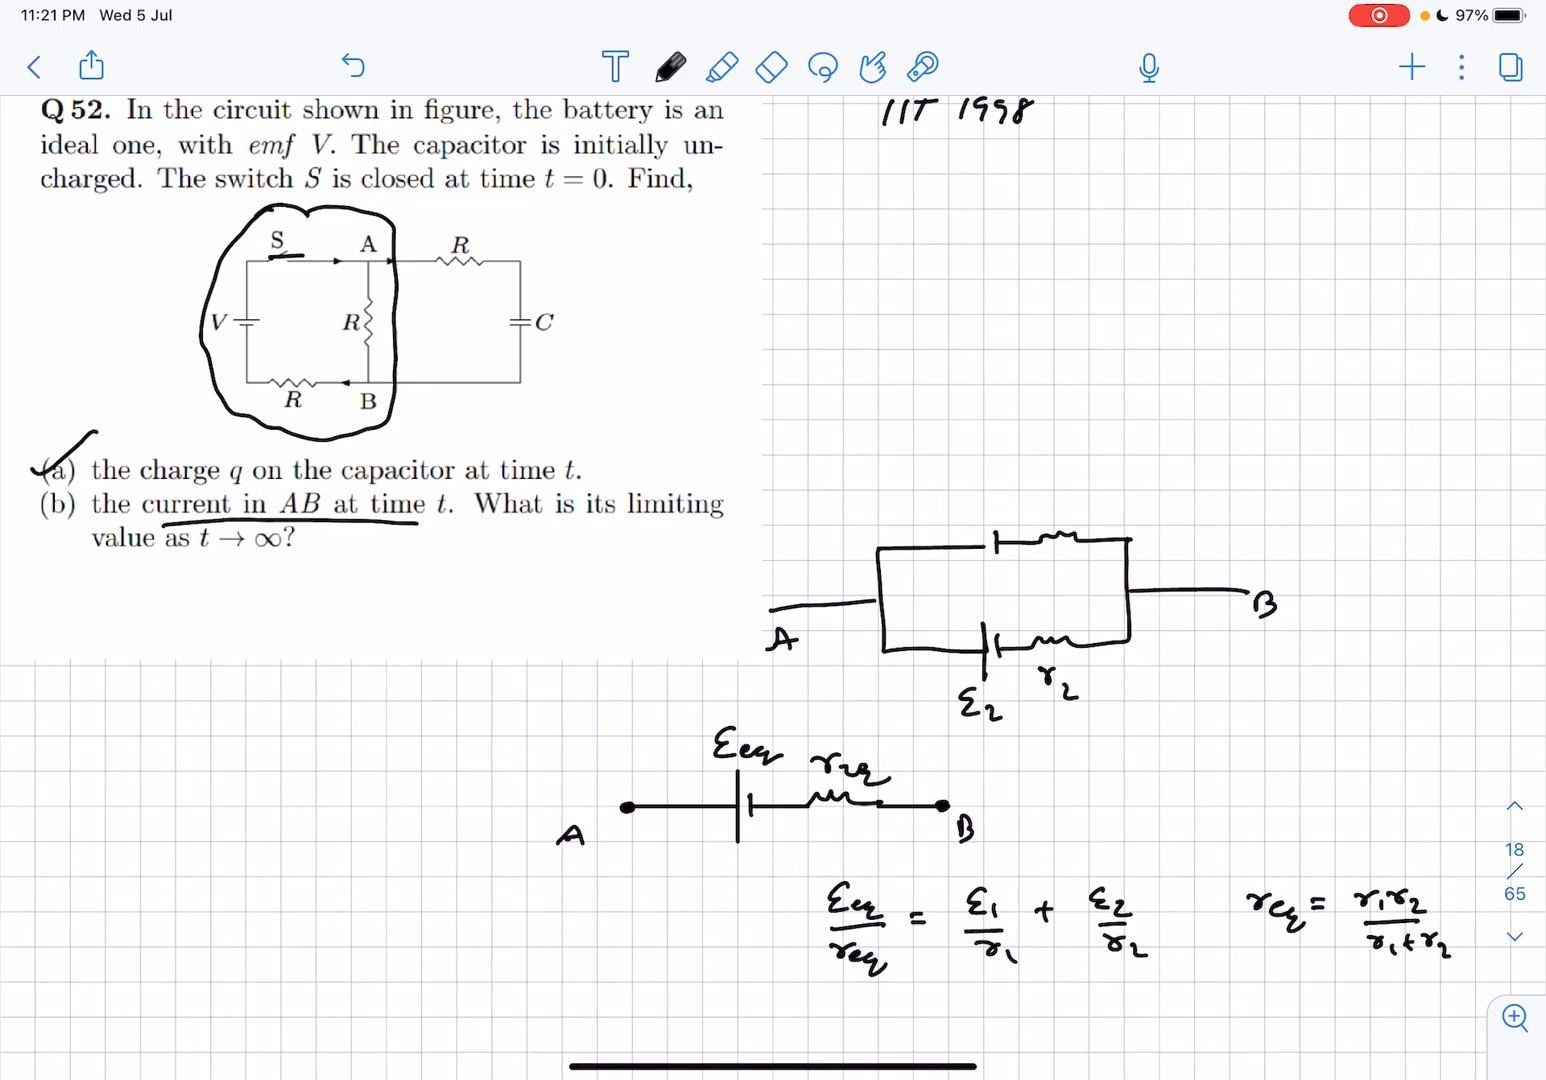 11:21 PM Wed 5 Jul
97%
Q 52. In the circuit shown in figure, the battery is an
ideal one, with emf V. The capacitor is initially un-
charged. The switch S is closed at time t = 0. Find,
IIT 1998
S A R
V R C
R B
(a) the charge q on the capacitor at time t.
(b) the current in AB at time t. What is its limiting
value as t → ∞?
A B
ε2 r2
εeq req
A B
εeq/req = ε1/r1 + ε2/r2 req = r1r2/r1+r2
18
/
65